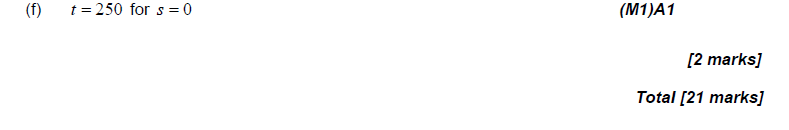 (f) t = 250 for s = 0 (M1)A1
[2 marks]
Total [21 marks]